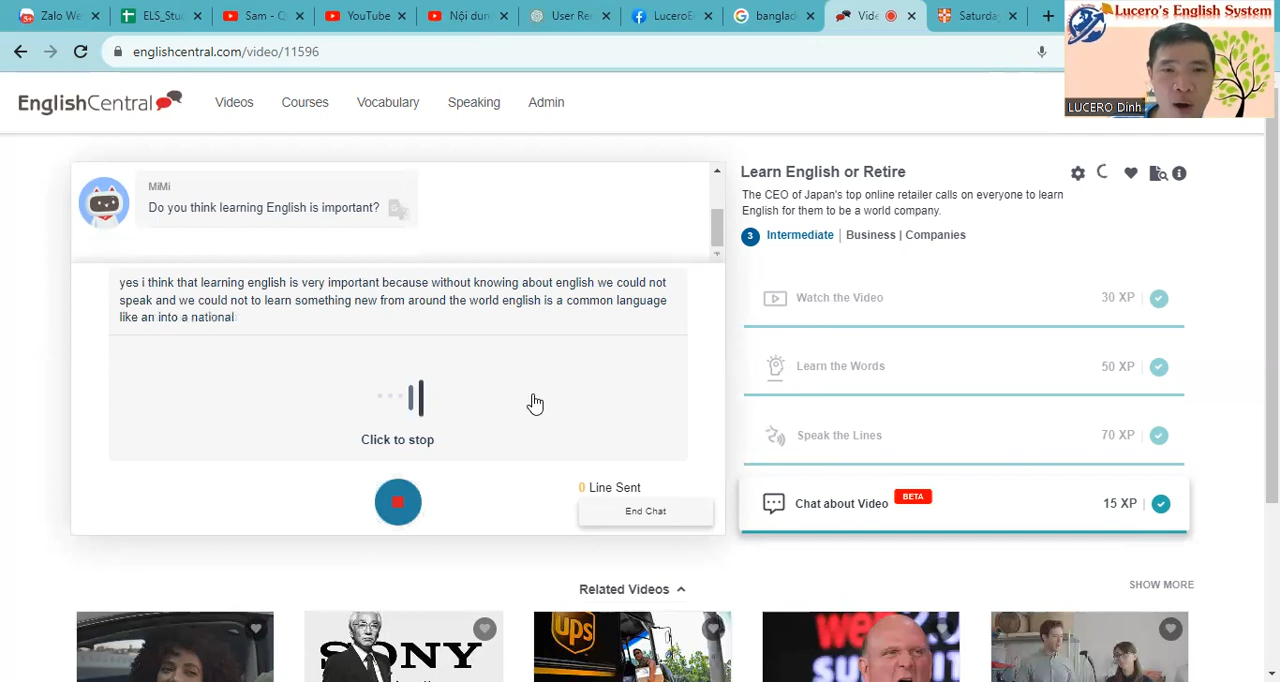 Zalo We
ELS_Stu
Sam - Q
YouTube
Nội dun
User Re
LuceroE
banglad
Vide
Saturda
Lucero's English System
englishcentral.com/video/11596
LUCERO Dinh
EnglishCentral
Videos
Courses
Vocabulary
Speaking
Admin
MiMi
Do you think learning English is important?
yes i think that learning english is very important because without knowing about english we could not
speak and we could not to learn something new from around the world english is a common language
like an into a national
Click to stop
0 Line Sent
End Chat
Learn English or Retire
The CEO of Japan's top online retailer calls on everyone to learn
English for them to be a world company.
3 Intermediate | Business | Companies
Watch the Video 30 XP
Learn the Words 50 XP
Speak the Lines 70 XP
Chat about Video BETA 15 XP
Related Videos
SHOW MORE
SONY
ups